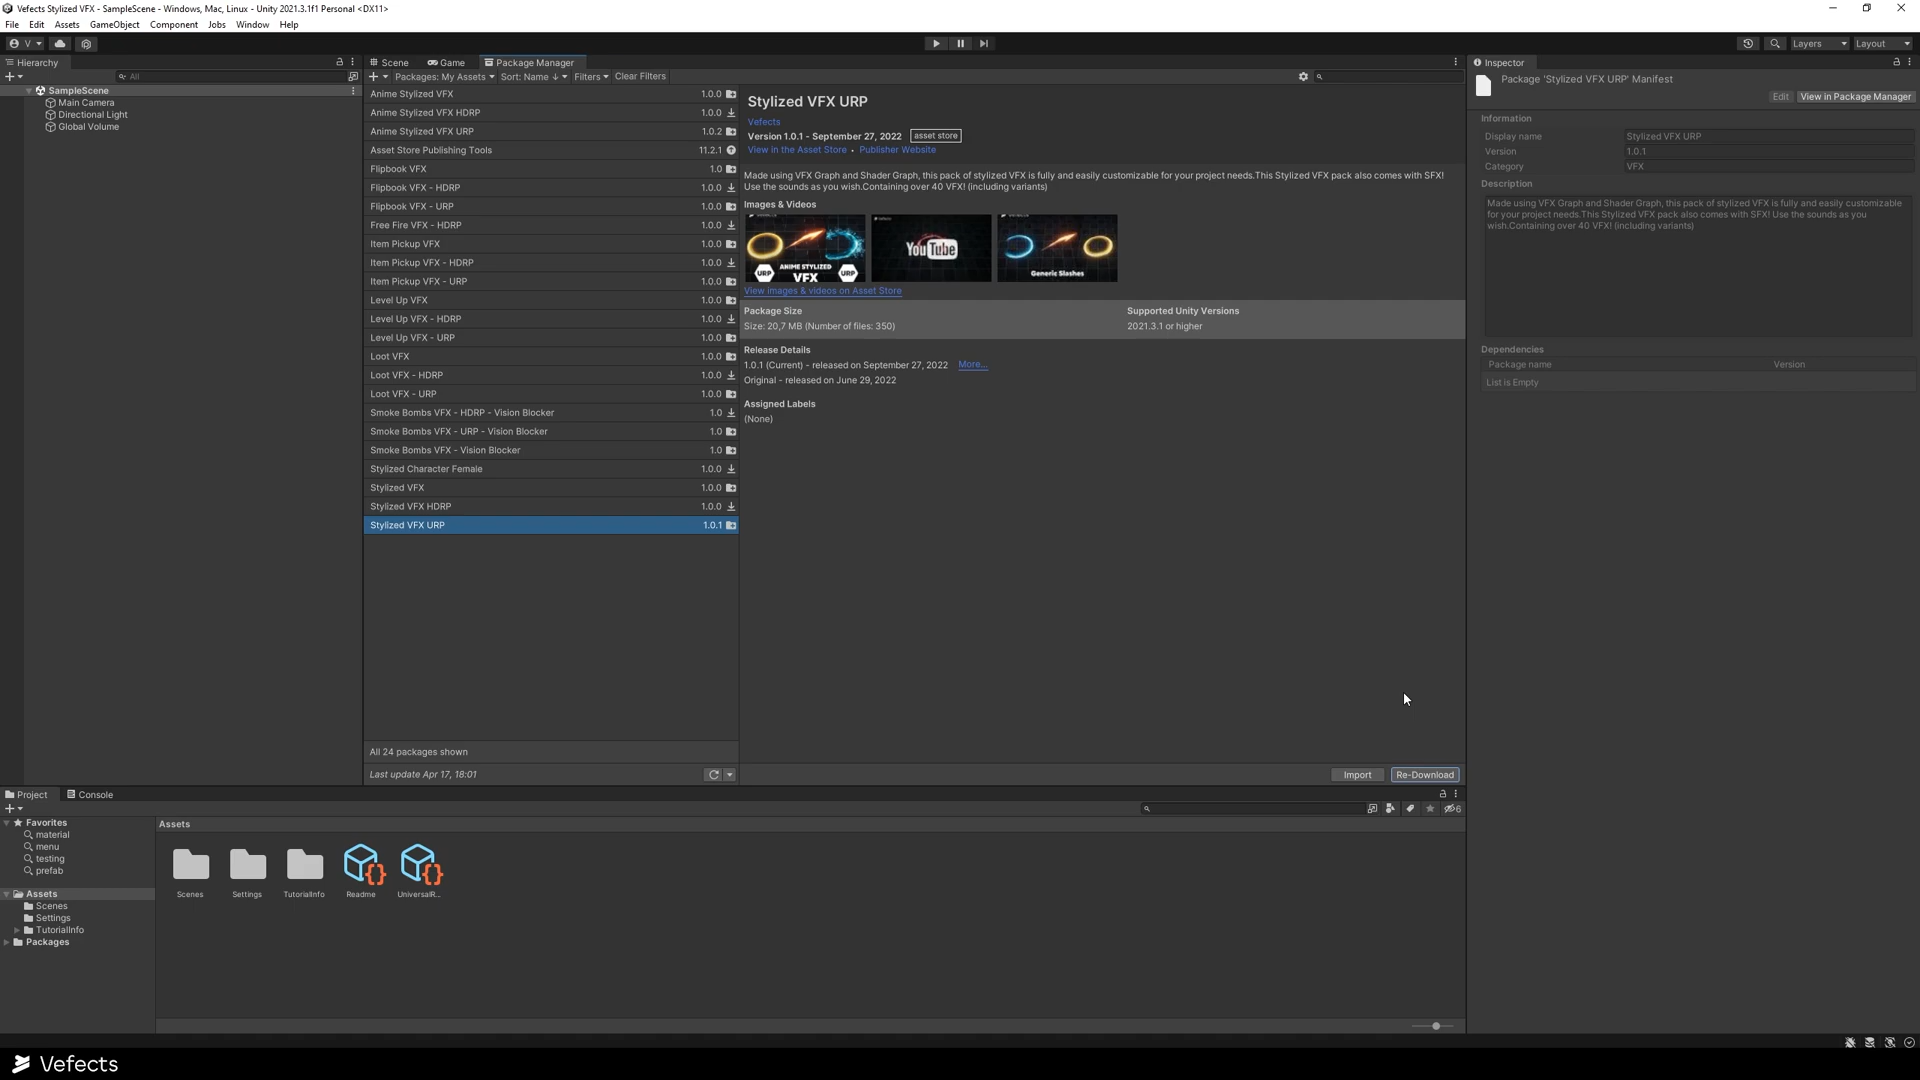 Vefects Stylized VFX - SampleScene - Windows, Mac, Linux - Unity 2021.3.1f1 Personal <DX11>
File Edit Assets GameObject Component Jobs Window Help
V Layers Layout
Hierarchy
All
SampleScene
Main Camera
Directional Light
Global Volume
Scene Game Package Manager
Packages: My Assets Sort: Name ↓ Filters Clear Filters
Anime Stylized VFX 1.0.0
Anime Stylized VFX HDRP 1.0.0
Anime Stylized VFX URP 1.0.2
Asset Store Publishing Tools 11.2.1
Flipbook VFX 1.0
Flipbook VFX - HDRP 1.0.0
Flipbook VFX - URP 1.0.0
Free Fire VFX - HDRP 1.0.0
Item Pickup VFX 1.0.0
Item Pickup VFX - HDRP 1.0.0
Item Pickup VFX - URP 1.0.0
Level Up VFX 1.0.0
Level Up VFX - HDRP 1.0.0
Level Up VFX - URP 1.0.0
Loot VFX 1.0.0
Loot VFX - HDRP 1.0.0
Loot VFX - URP 1.0.0
Smoke Bombs VFX - HDRP - Vision Blocker 1.0
Smoke Bombs VFX - URP - Vision Blocker 1.0
Smoke Bombs VFX - Vision Blocker 1.0
Stylized Character Female 1.0.0
Stylized VFX 1.0.0
Stylized VFX HDRP 1.0.0
Stylized VFX URP 1.0.1
All 24 packages shown
Last update Apr 17, 18:01
Stylized VFX URP
Vefects
Version 1.0.1 - September 27, 2022 asset store
View in the Asset Store • Publisher Website
Made using VFX Graph and Shader Graph, this pack of stylized VFX is fully and easily customizable for your project needs.This Stylized VFX pack also comes with SFX!
Use the sounds as you wish.Containing over 40 VFX! (including variants)
Images & Videos
URP ANIME STYLIZED VFX URP
YouTube
Generic Slashes
View images & videos on Asset Store
Package Size Supported Unity Versions
Size: 20,7 MB (Number of files: 350) 2021.3.1 or higher
Release Details
1.0.1 (Current) - released on September 27, 2022 More...
Original - released on June 29, 2022
Assigned Labels
(None)
Import Re-Download
Inspector
Package 'Stylized VFX URP' Manifest
Edit View in Package Manager
Information
Display name Stylized VFX URP
Version 1.0.1
Category VFX
Description
Made using VFX Graph and Shader Graph, this pack of stylized VFX is fully and easily customizable
for your project needs.This Stylized VFX pack also comes with SFX! Use the sounds as you
wish.Containing over 40 VFX! (including variants)
Dependencies
Package name Version
List is Empty
Project Console
6
Favorites
material
menu
testing
prefab
Assets
Scenes
Settings
TutorialInfo
Packages
Assets
Scenes Settings TutorialInfo Readme UniversalR...
Vefects